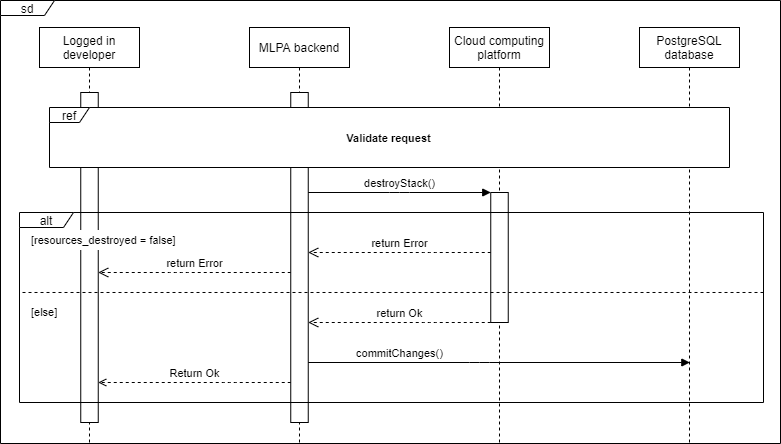 sd
Logged in
developer
MLPA backend
Cloud computing
platform
PostgreSQL
database
ref
Validate request
destroyStack()
alt
[resources_destroyed = false]
return Error
return Error
[else]
return Ok
commitChanges()
Return Ok